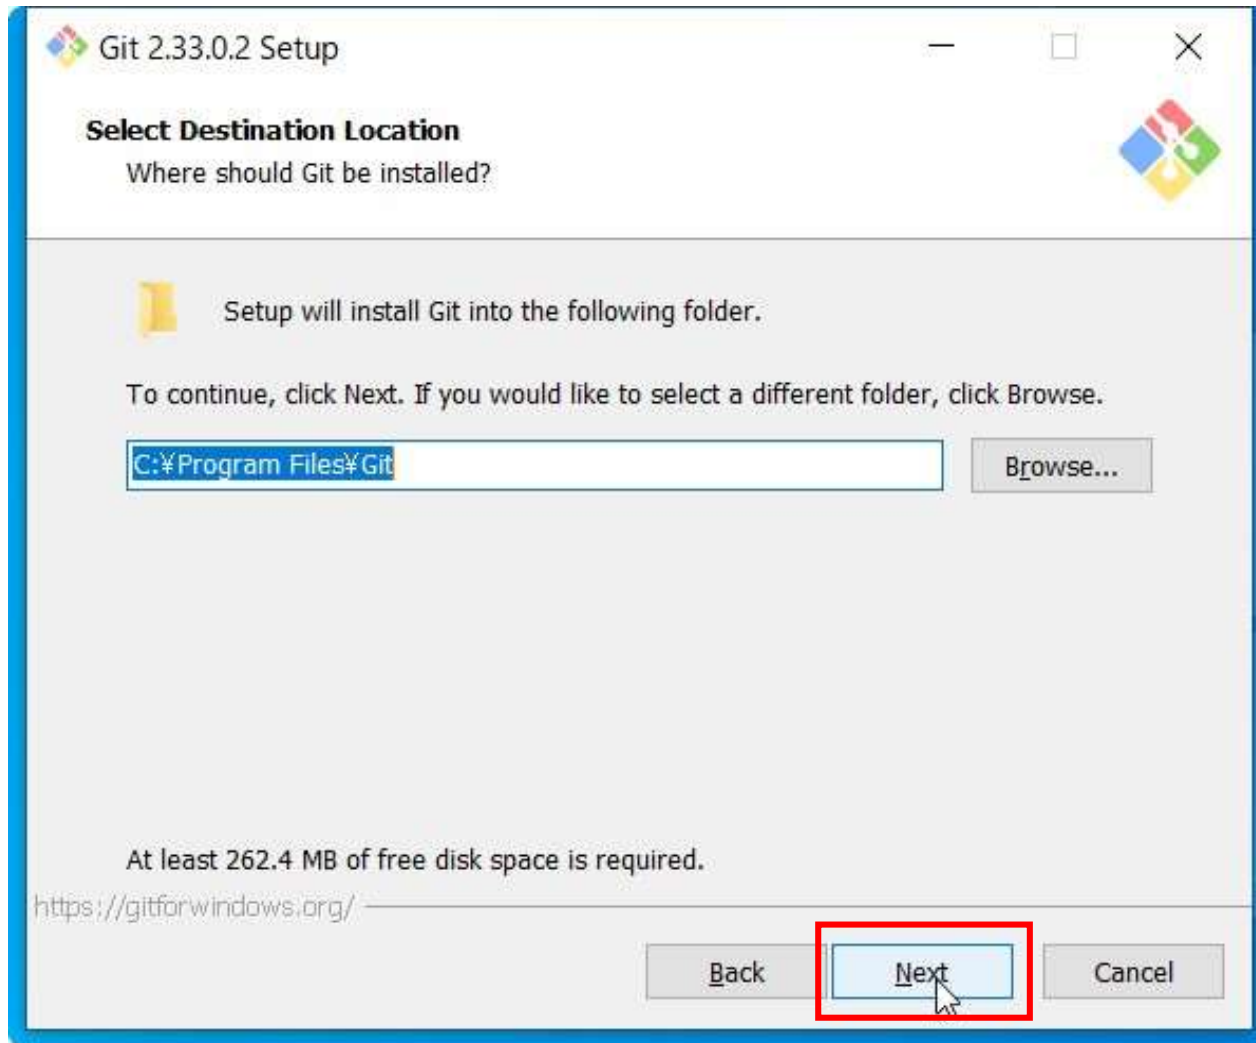 Git 2.33.0.2 Setup
Select Destination Location
Where should Git be installed?
Setup will install Git into the following folder.
To continue, click Next. If you would like to select a different folder, click Browse.
C:¥Program Files¥Git
Browse...
At least 262.4 MB of free disk space is required.
https://gitforwindows.org/
Back
Next
Cancel